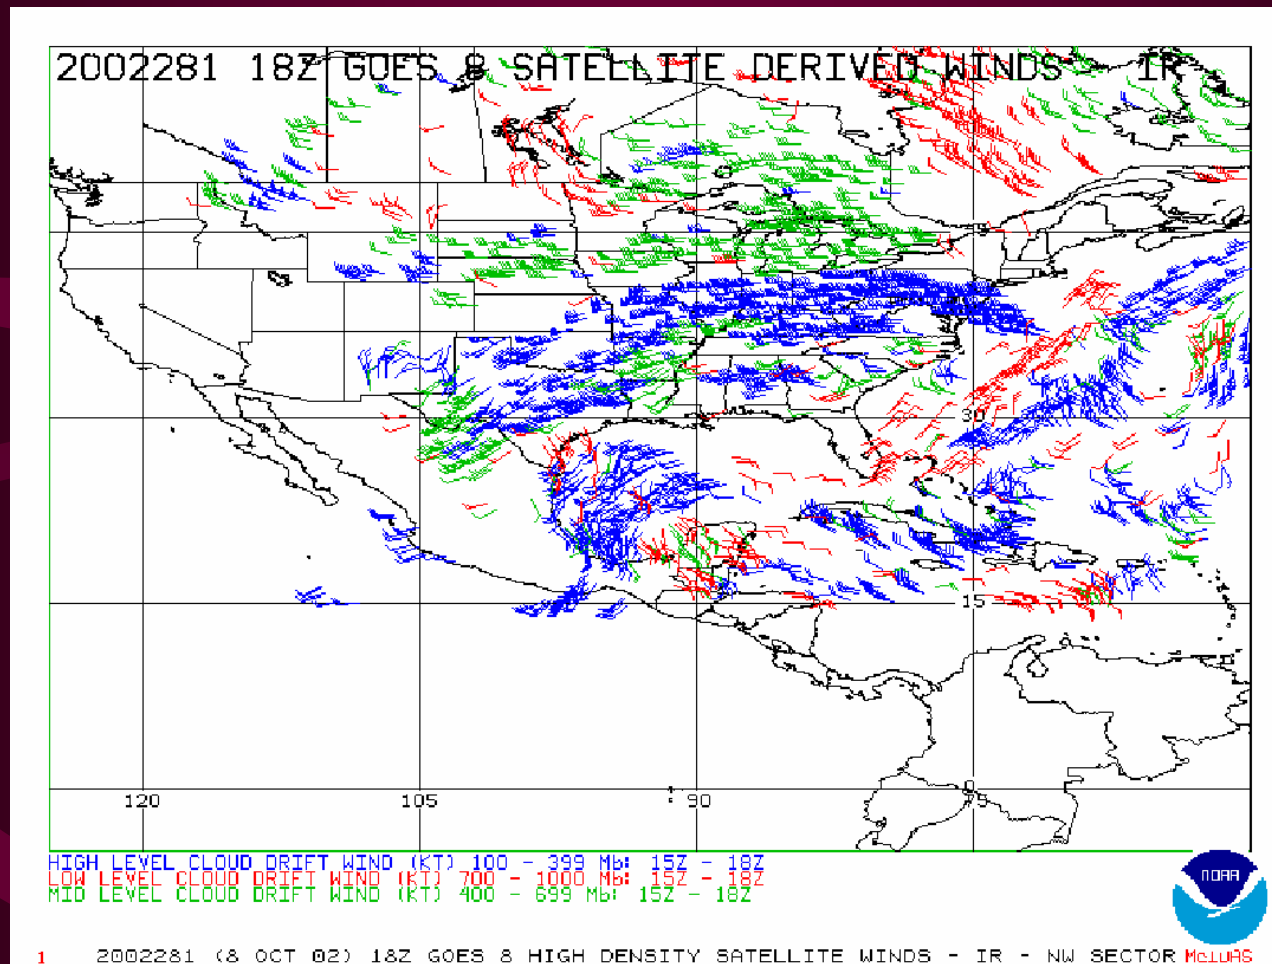 2002281 18Z GOES 8 SATELLITE DERIVED WINDS - IR
30
15
0
120 105 90 75
HIGH LEVEL CLOUD DRIFT WIND (KT) 100 - 399 Mb: 15Z - 18Z
LOW LEVEL CLOUD DRIFT WIND (KT) 700 - 1000 Mb: 15Z - 18Z
MID LEVEL CLOUD DRIFT WIND (KT) 400 - 699 Mb: 15Z - 18Z
NOAA
1 2002281 (8 OCT 02) 18Z GOES 8 HIGH DENSITY SATELLITE WINDS - IR - NW SECTOR McIDAS